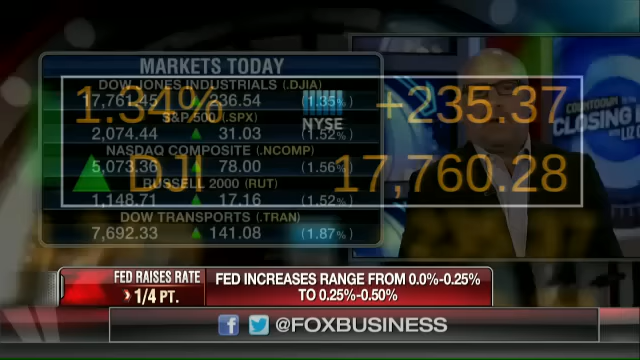 MARKETS TODAY
DOW JONES INDUSTRIALS (.DJIA)
17,761.45 236.54 (1.35%)
S&P 500 (.SPX)
2,074.44 31.03 (1.52%)
NASDAQ COMPOSITE (.NCOMP)
5,073.36 78.00 (1.56%)
RUSSELL 2000 (RUT)
1,148.71 17.16 (1.52%)
DOW TRANSPORTS (.TRAN)
7,692.33 141.08 (1.87%)
1.34% NYSE +235.37
DJI 17,760.28
COUNTDOWN
CLOSING
FED RAISES RATE
1/4 PT.
FED INCREASES RANGE FROM 0.0%-0.25%
TO 0.25%-0.50%
@FOXBUSINESS